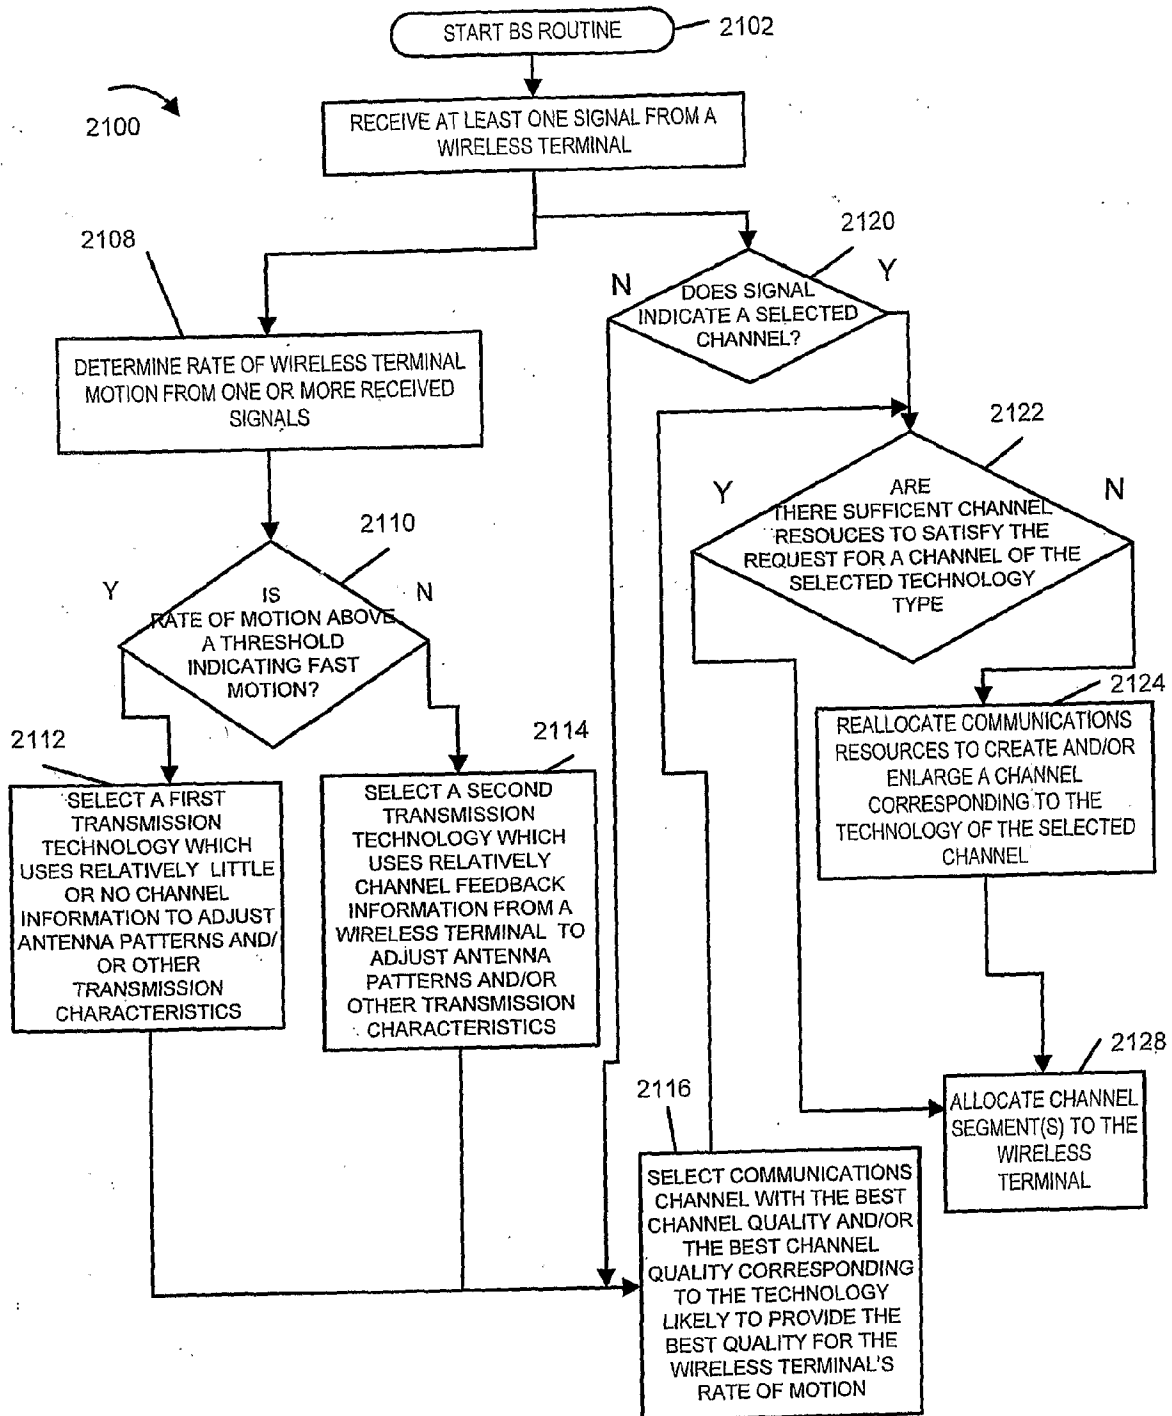 START BS ROUTINE
2102
2100
RECEIVE AT LEAST ONE SIGNAL FROM A
WIRELESS TERMINAL
2108
DETERMINE RATE OF WIRELESS TERMINAL
MOTION FROM ONE OR MORE RECEIVED
SIGNALS
2110
Y
N
IS
RATE OF MOTION ABOVE
A THRESHOLD
INDICATING FAST
MOTION?
2112
SELECT A FIRST
TRANSMISSION
TECHNOLOGY WHICH
USES RELATIVELY LITTLE
OR NO CHANNEL
INFORMATION TO ADJUST
ANTENNA PATTERNS AND/
OR OTHER
TRANSMISSION
CHARACTERISTICS
2114
SELECT A SECOND
TRANSMISSION
TECHNOLOGY WHICH
USES RELATIVELY
CHANNEL FEEDBACK
INFORMATION FROM A
WIRELESS TERMINAL TO
ADJUST ANTENNA
PATTERNS AND/OR
OTHER TRANSMISSION
CHARACTERISTICS
2120
N
Y
DOES SIGNAL
INDICATE A SELECTED
CHANNEL?
2122
Y
N
ARE
THERE SUFFICENT CHANNEL
RESOUCES TO SATISFY THE
REQUEST FOR A CHANNEL OF THE
SELECTED TECHNOLOGY
TYPE
2124
REALLOCATE COMMUNICATIONS
RESOURCES TO CREATE AND/OR
ENLARGE A CHANNEL
CORRESPONDING TO THE
TECHNOLOGY OF THE SELECTED
CHANNEL
2128
ALLOCATE CHANNEL
SEGMENT(S) TO THE
WIRELESS
TERMINAL
2116
SELECT COMMUNICATIONS
CHANNEL WITH THE BEST
CHANNEL QUALITY AND/OR
THE BEST CHANNEL
QUALITY CORRESPONDING
TO THE TECHNOLOGY
LIKELY TO PROVIDE THE
BEST QUALITY FOR THE
WIRELESS TERMINAL'S
RATE OF MOTION